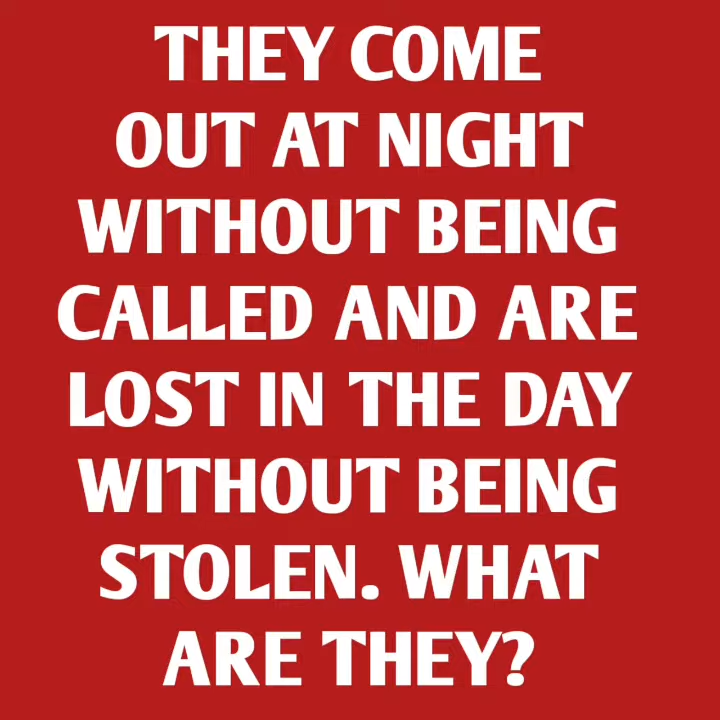 THEY COME
OUT AT NIGHT
WITHOUT BEING
CALLED AND ARE
LOST IN THE DAY
WITHOUT BEING
STOLEN. WHAT
ARE THEY?